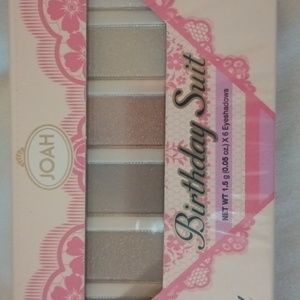 JOAH
Birthday Suit
NET WT 1.5 g (0.05 oz.) X 6 Eyeshadows